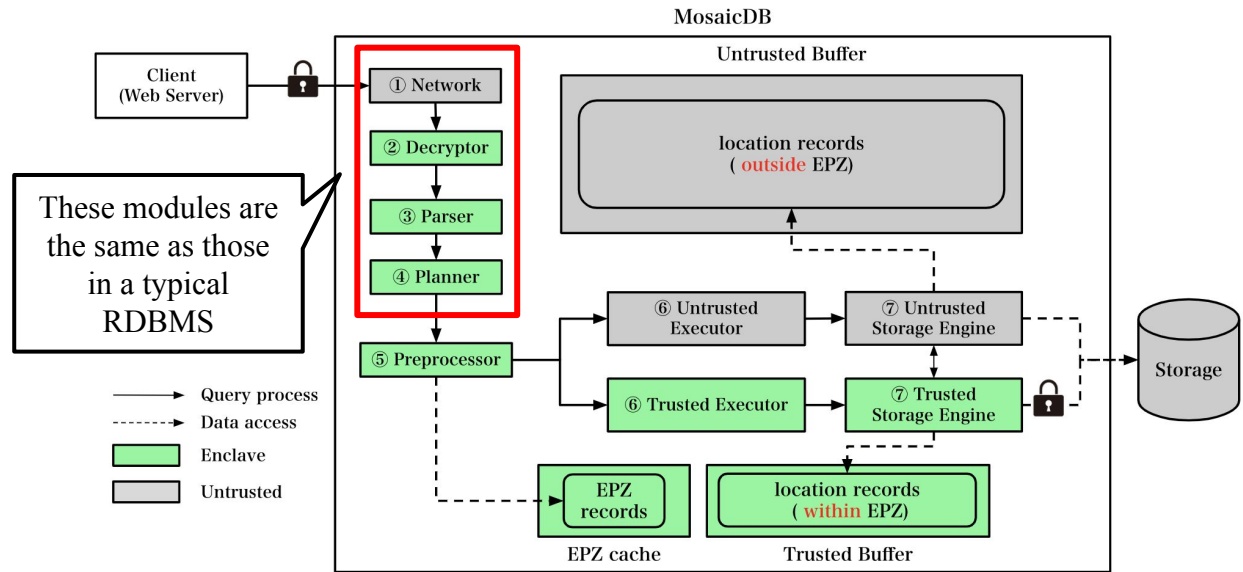 MosaicDB
Client
(Web Server)
① Network
② Decryptor
③ Parser
④ Planner
⑤ Preprocessor
These modules are
the same as those
in a typical
RDBMS
Untrusted Buffer
location records
( outside EPZ)
⑥ Untrusted
Executor
⑦ Untrusted
Storage Engine
⑥ Trusted Executor
⑦ Trusted
Storage Engine
Storage
Query process
Data access
Enclave
Untrusted
EPZ
records
EPZ cache
location records
( within EPZ)
Trusted Buffer